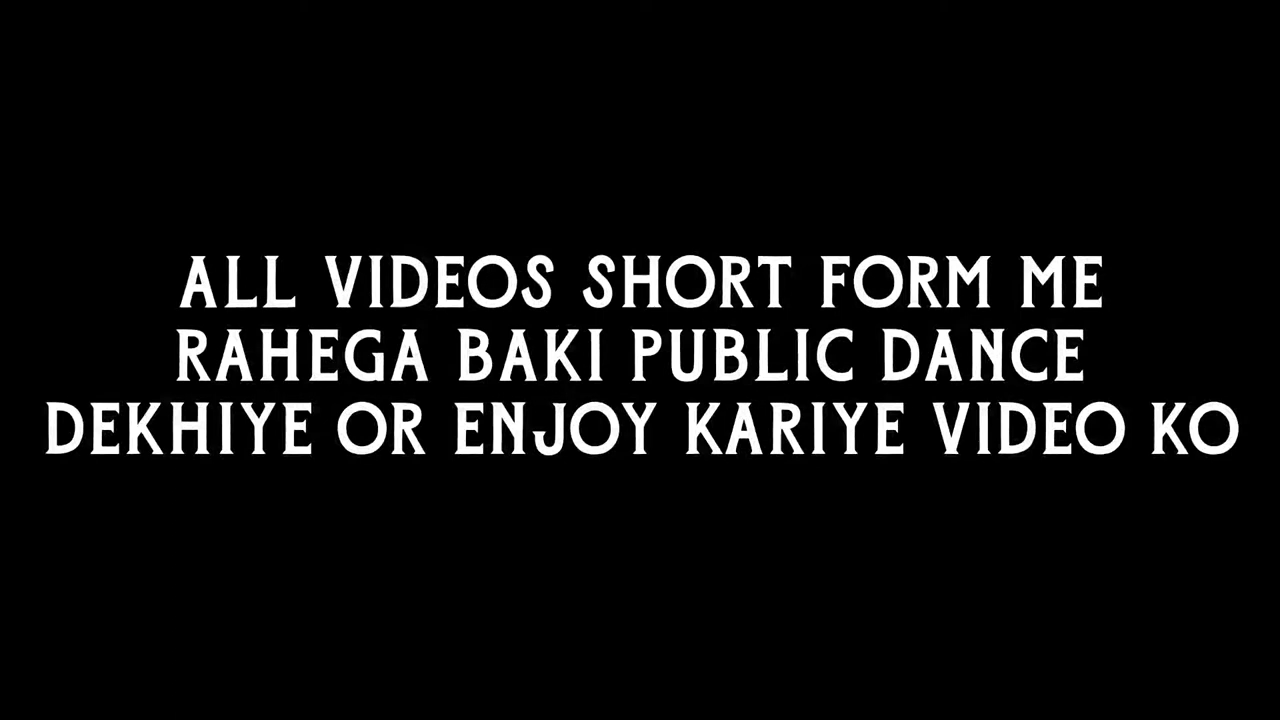 ALL VIDEOS SHORT FORM ME
RAHEGA BAKI PUBLIC DANCE
DEKHIYE OR ENJOY KARIYE VIDEO KO